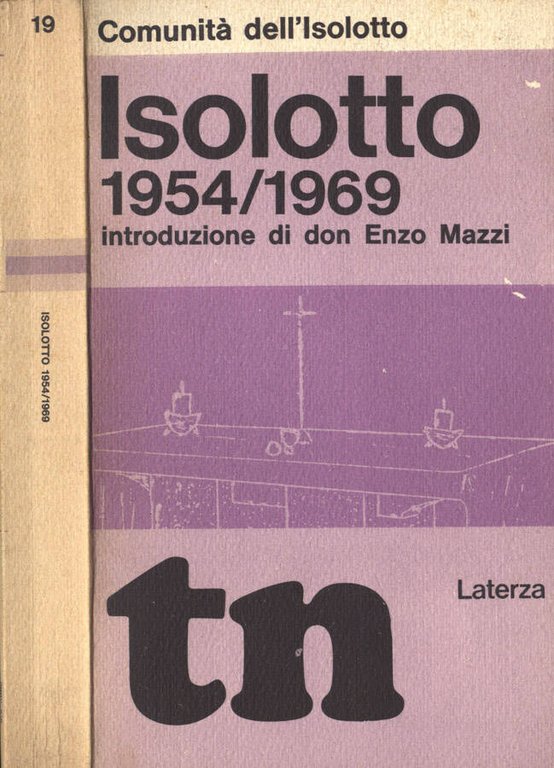 19
ISOLOTTO 1954/1969
Comunità dell'Isolotto
Isolotto
1954/1969
introduzione di don Enzo Mazzi
Laterza
tn